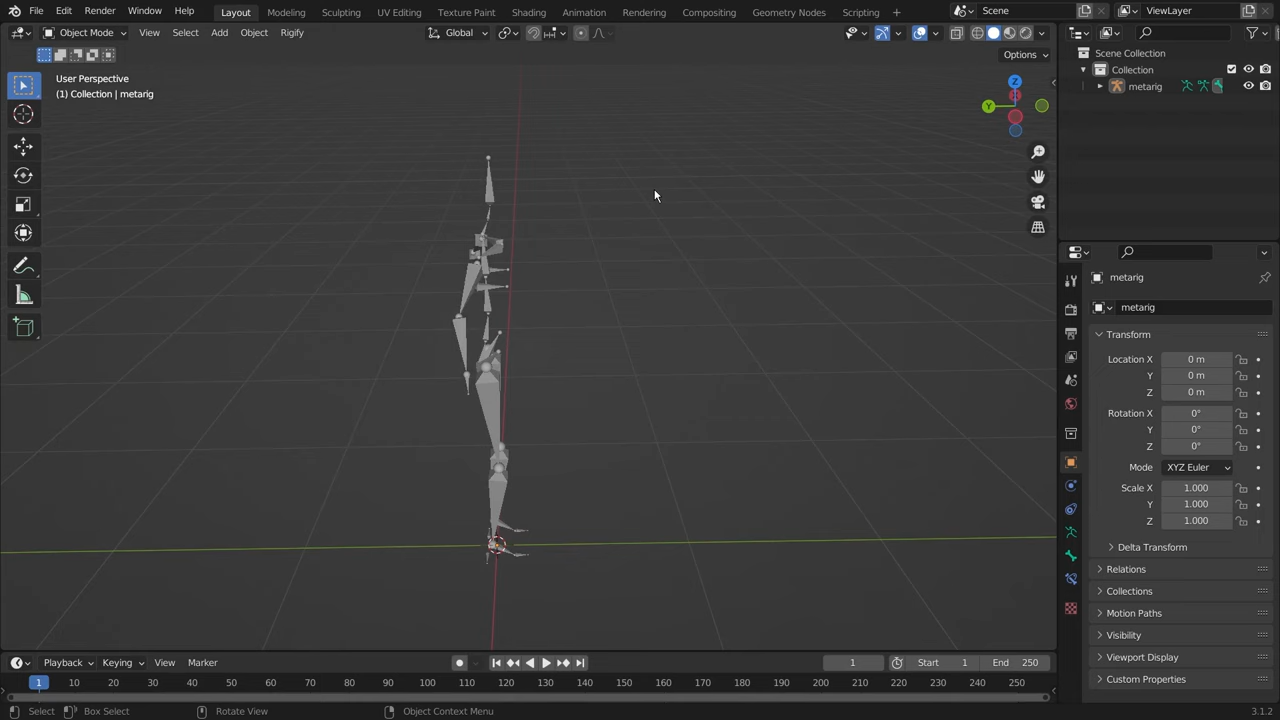 File Edit Render Window Help Layout Modeling Sculpting UV Editing Texture Paint Shading Animation Rendering Compositing Geometry Nodes Scripting + Scene ViewLayer
Object Mode View Select Add Object Rigify Global
Options
User Perspective
(1) Collection | metarig
Z
Y
Scene Collection
Collection
metarig
metarig
metarig
Transform
Location X 0 m
Y 0 m
Z 0 m
Rotation X 0°
Y 0°
Z 0°
Mode XYZ Euler
Scale X 1.000
Y 1.000
Z 1.000
Delta Transform
Relations
Collections
Motion Paths
Visibility
Viewport Display
Custom Properties
Playback Keying View Marker 1 Start 1 End 250
1 10 20 30 40 50 60 70 80 90 100 110 120 130 140 150 160 170 180 190 200 210 220 230 240 250
Select Box Select Rotate View Object Context Menu 3.1.2